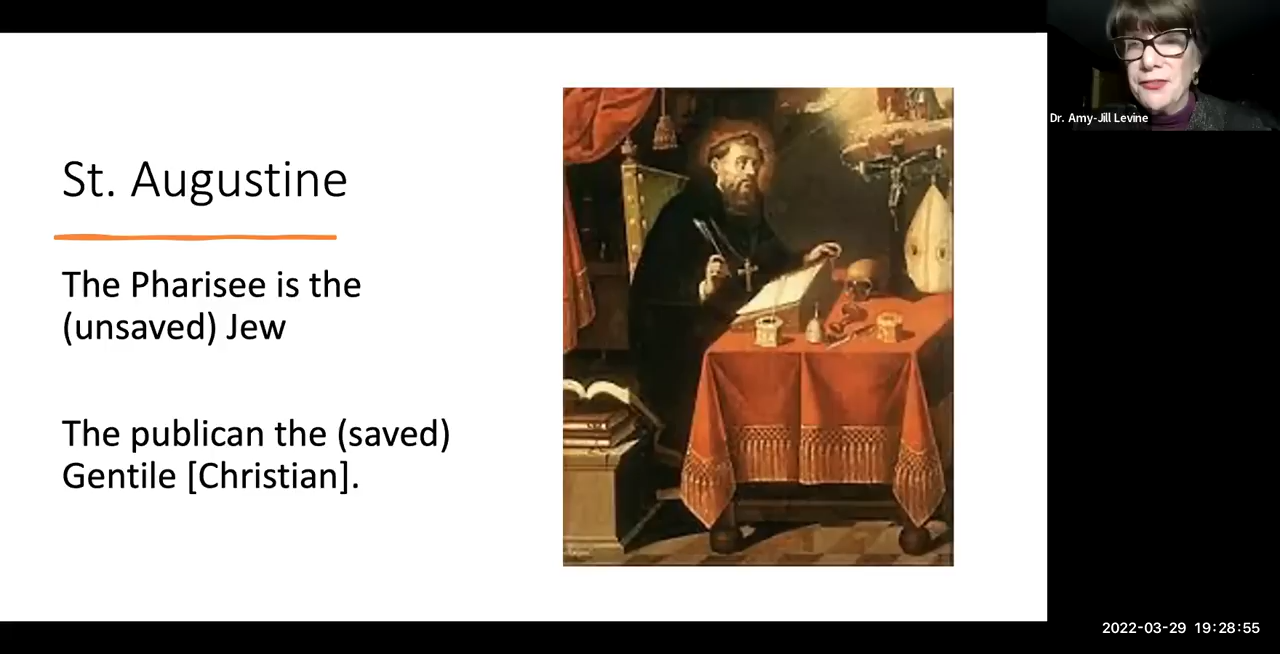 St. Augustine
The Pharisee is the
(unsaved) Jew
The publican the (saved)
Gentile [Christian].
Dr. Amy-Jill Levine
2022-03-29 19:28:55